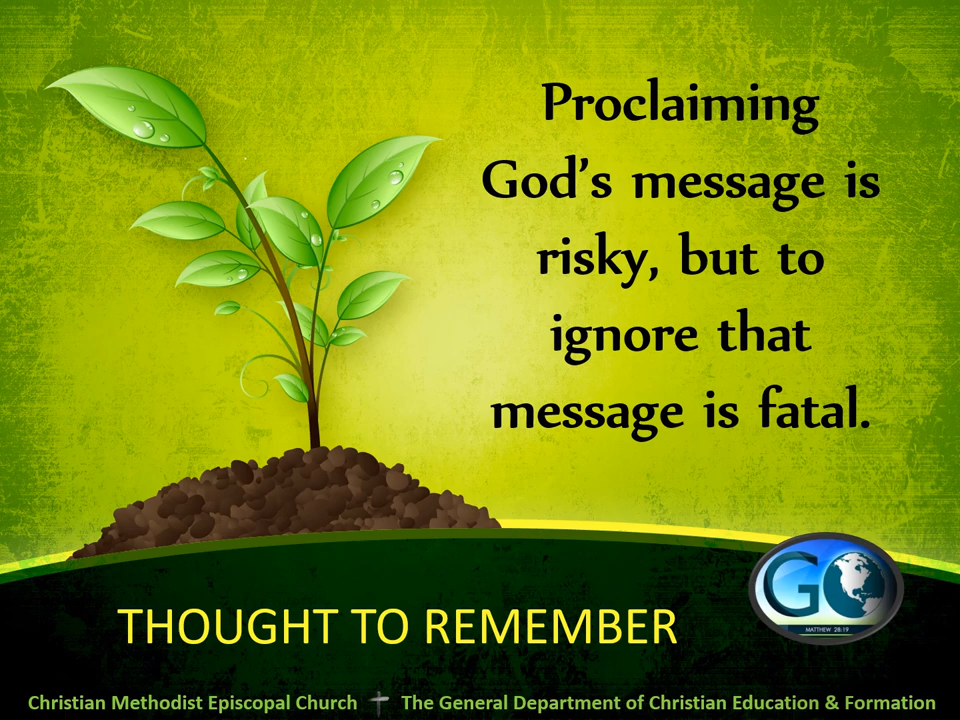 Proclaiming
God's message is
risky, but to
ignore that
message is fatal.
GO
MATTHEW 28:19
THOUGHT TO REMEMBER
Christian Methodist Episcopal Church The General Department of Christian Education & Formation